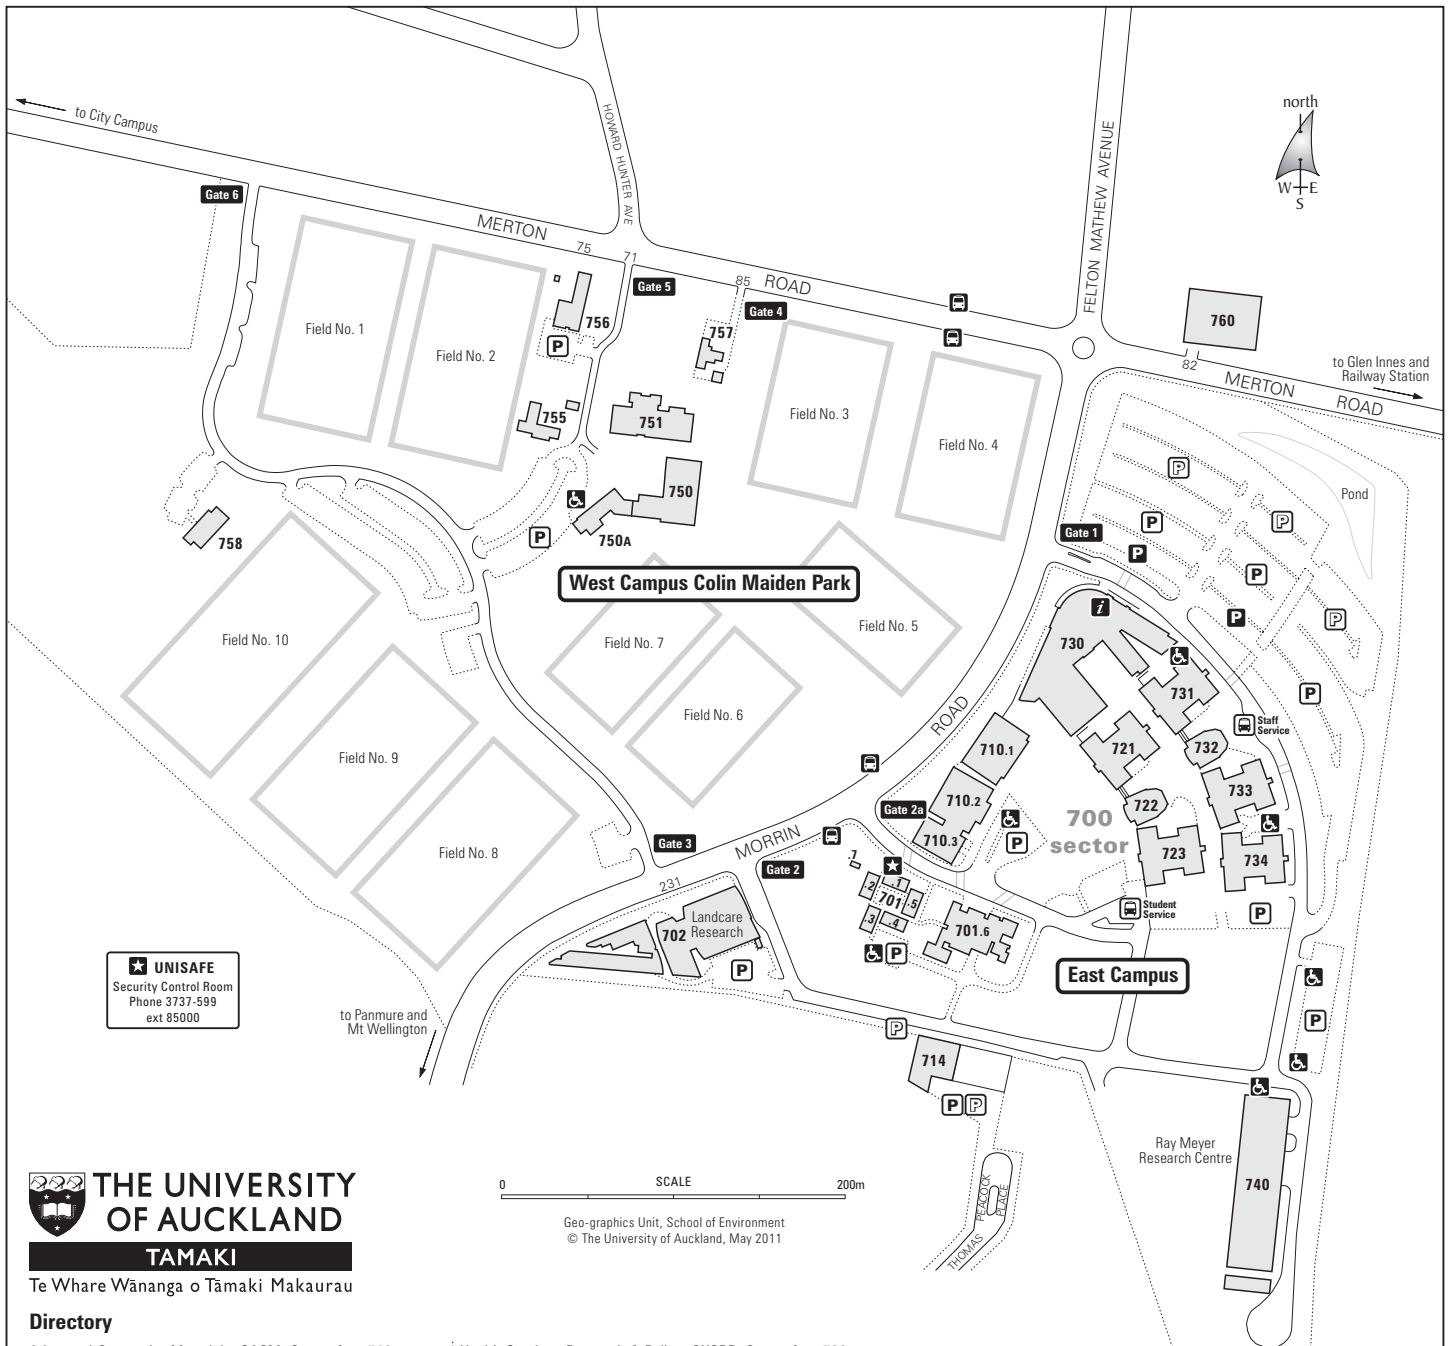 to City Campus
HOWARD HUNTER AVE
FELTON MATHEW AVENUE
north
W E
S
Gate 6
MERTON
75
71
Gate 5
85
ROAD
Gate 4
760
82
MERTON
ROAD
to Glen Innes and
Railway Station
Field No. 1
Field No. 2
756
P
757
Field No. 3
Field No. 4
755
751
750
750A
P
758
P
P
P
P
P
P
P
P
Pond
Gate 1
West Campus Colin Maiden Park
Field No. 10
Field No. 7
Field No. 5
Field No. 6
Field No. 9
Field No. 8
i
730
731
721
732
Staff
Service
733
722
723
734
P
700
sector
710.1
710.2
710.3
Gate 2a
P
ROAD
MORRIN
Gate 3
Gate 2
231
Landcare
Research
702
P
.7
.1
.2
701
.5
.3
.4
701.6
P
Student
Service
East Campus
P
UNISAFE
Security Control Room
Phone 3737-599
ext 85000
to Panmure and
Mt Wellington
P
714
P P
Ray Meyer
Research Centre
740
THOMAS
PEACOCK
PLACE
0 SCALE 200m
Geo-graphics Unit, School of Environment
© The University of Auckland, May 2011
THE UNIVERSITY
OF AUCKLAND
TAMAKI
Te Whare Wānanga o Tāmaki Makaurau
Directory